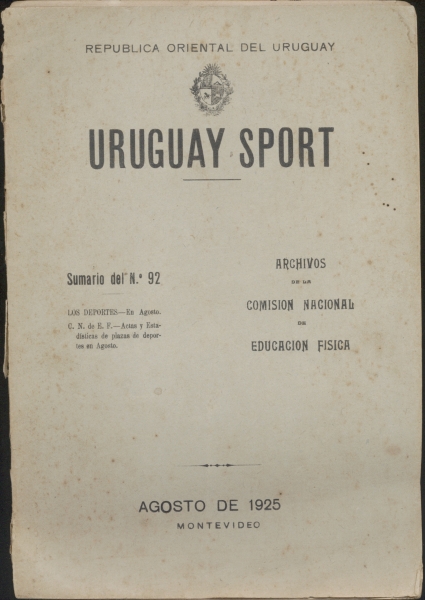 REPUBLICA ORIENTAL DEL URUGUAY
URUGUAY SPORT
Sumario del N.º 92
LOS DEPORTES—En Agosto.
C. N. de E. F.—Actas y Esta-
dísticas de plazas de depor-
tes en Agosto.
ARCHIVOS
DE LA
COMISION NACIONAL
DE
EDUCACION FISICA
AGOSTO DE 1925
MONTEVIDEO